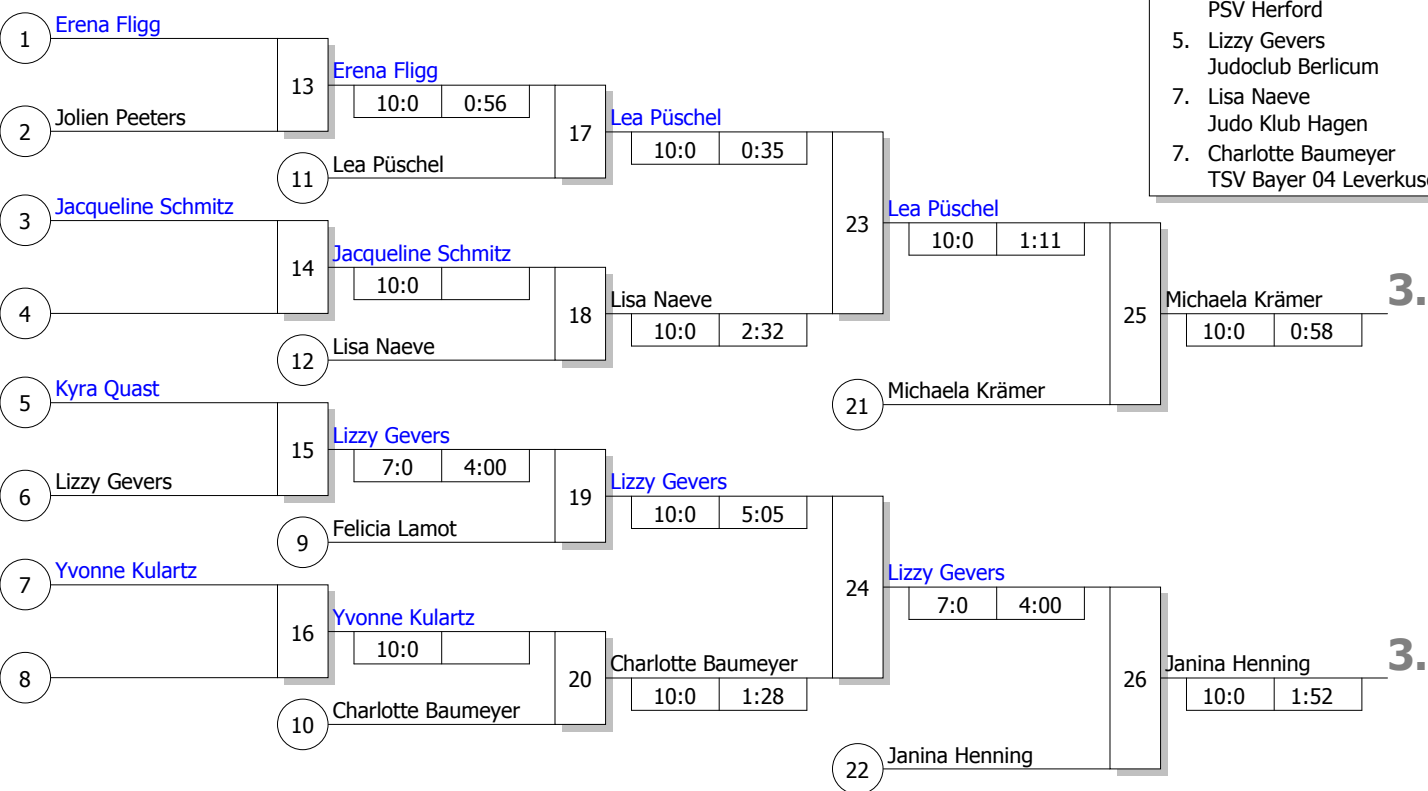 PSV Herford
5. Lizzy Gevers
Judoclub Berlicum
7. Lisa Naeve
Judo Klub Hagen
7. Charlotte Baumeyer
TSV Bayer 04
1 Erena Fligg
2 Jolien Peeters
13 Erena Fligg
10:0 0:56
11 Lea Püschel
17 Lea Püschel
10:0 0:35
3 Jacqueline Schmitz
4
14 Jacqueline Schmitz
10:0
12 Lisa Naeve
18 Lisa Naeve
10:0 2:32
23 Lea Püschel
10:0 1:11
21 Michaela Krämer
25 Michaela Krämer 3.
10:0 0:58
5 Kyra Quast
6 Lizzy Gevers
15 Lizzy Gevers
7:0 4:00
9 Felicia Lamot
19 Lizzy Gevers
10:0 5:05
7 Yvonne Kulartz
8
16 Yvonne Kulartz
10:0
10 Charlotte Baumeyer
20 Charlotte Baumeyer
10:0 1:28
24 Lizzy Gevers
7:0 4:00
22 Janina Henning
26 Janina Henning 3.
10:0 1:52